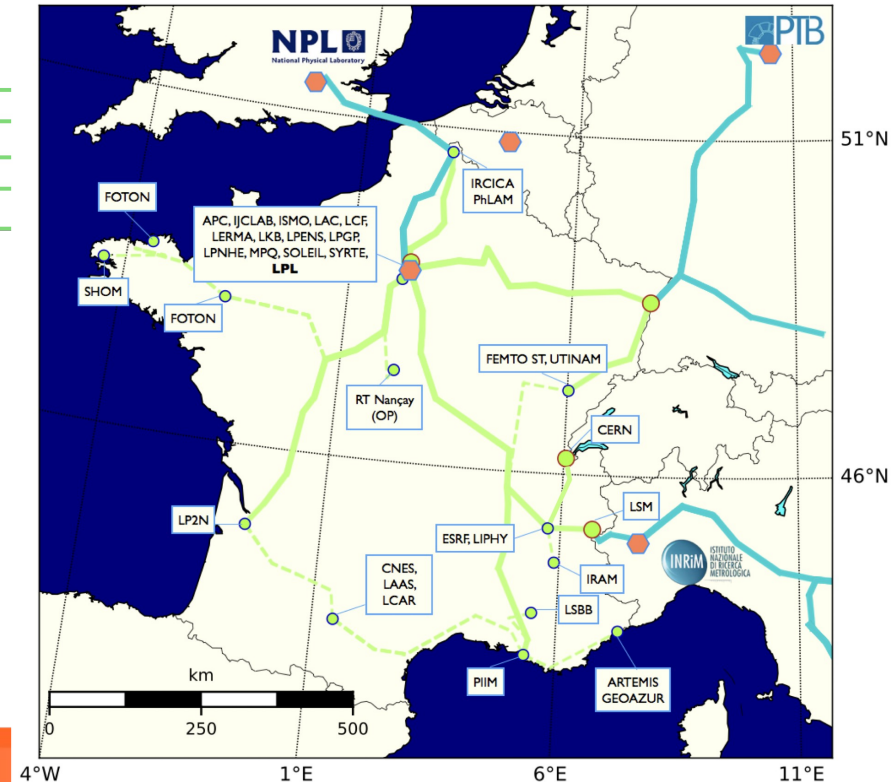 NPL
National Physical Laboratory
PTB
51°N
IRCICA
PhLAM
FOTON
APC, IJCLAB, ISMO, LAC, LCF,
LERMA, LKB, LPENS, LPGP,
LPNHE, MPQ, SOLEIL, SYRTE,
LPL
SHOM
FOTON
FEMTO ST, UTINAM
RT Nançay
(OP)
CERN
46°N
LSM
LP2N
ESRF, LIPHY
INRiM
ISTITUTO
NAZIONALE
DI RICERCA
METROLOGICA
CNES,
LAAS,
LCAR
IRAM
LSBB
km
PIIM
ARTEMIS
GEOAZUR
0 250 500
4°W 1°E 6°E 11°E